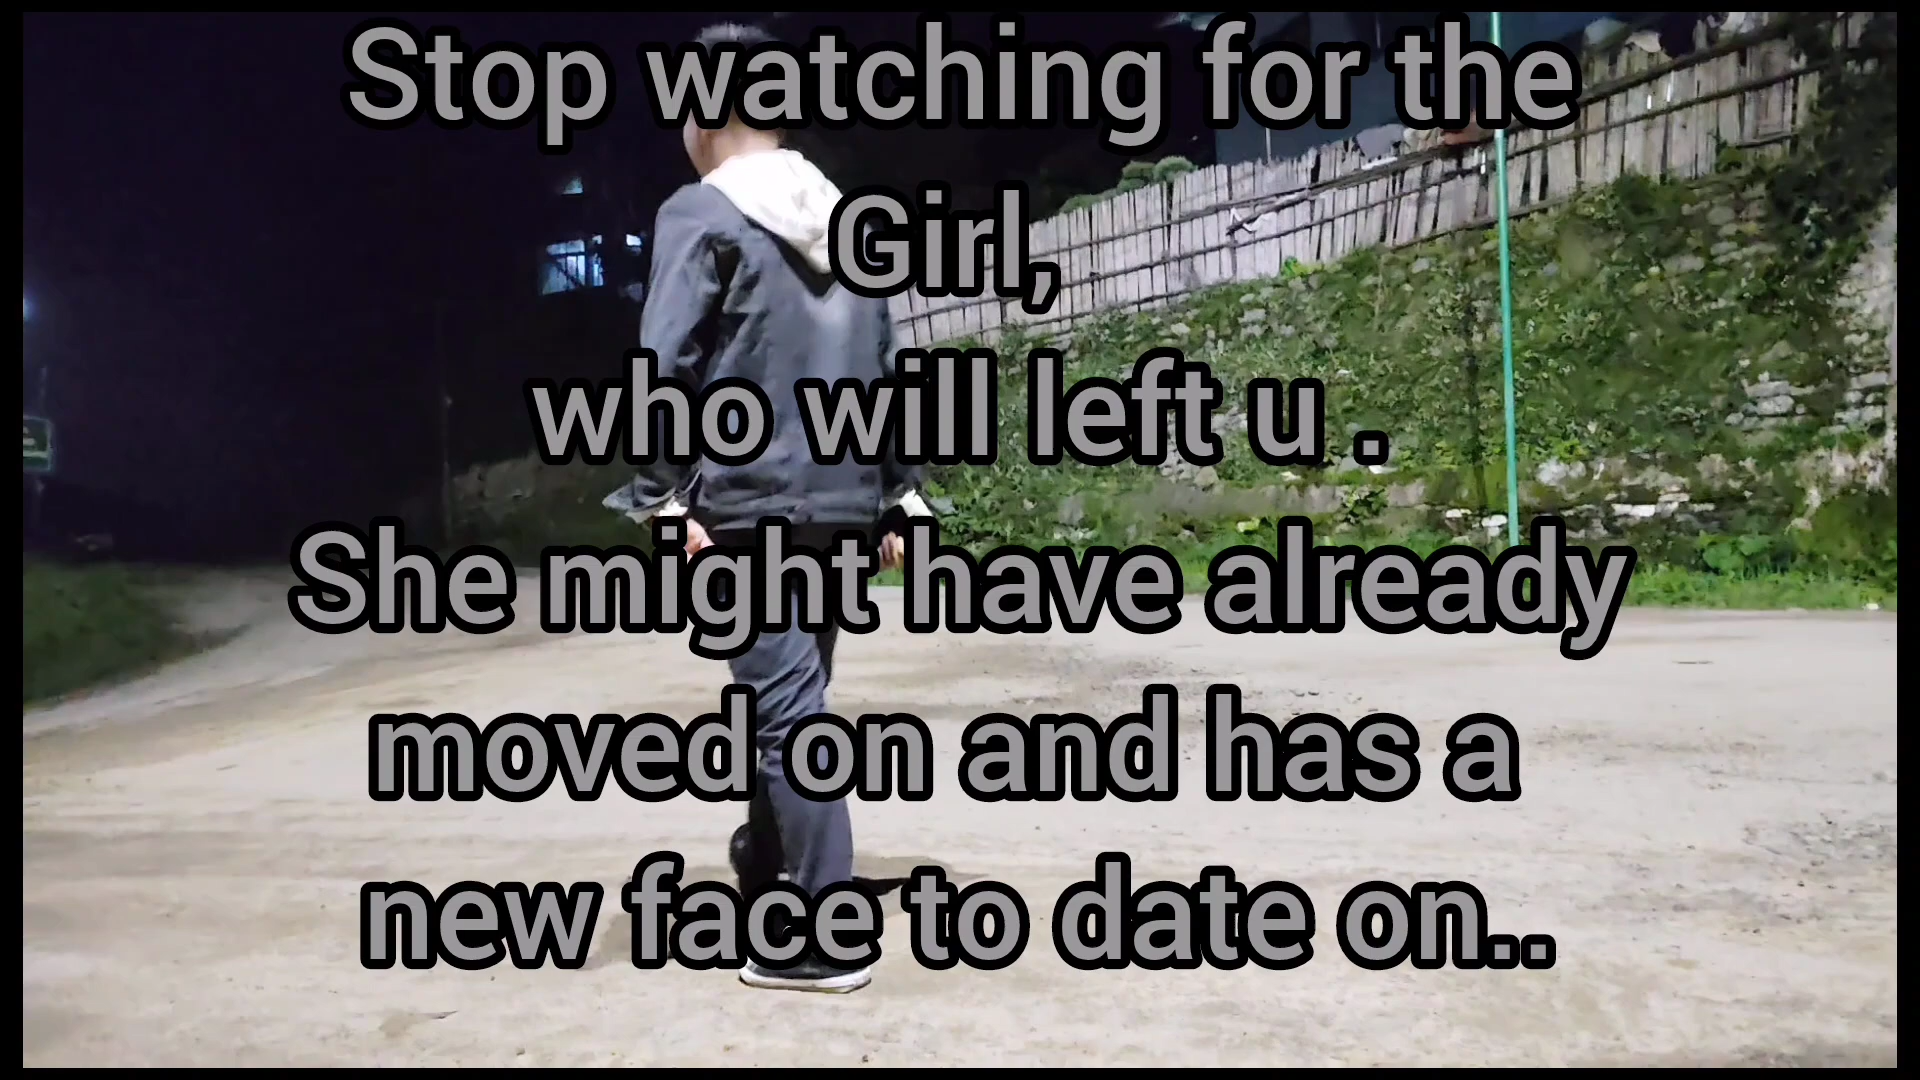 Stop watching for the
Girl,
who will left u .
She might have already
moved on and has a
new face to date on..